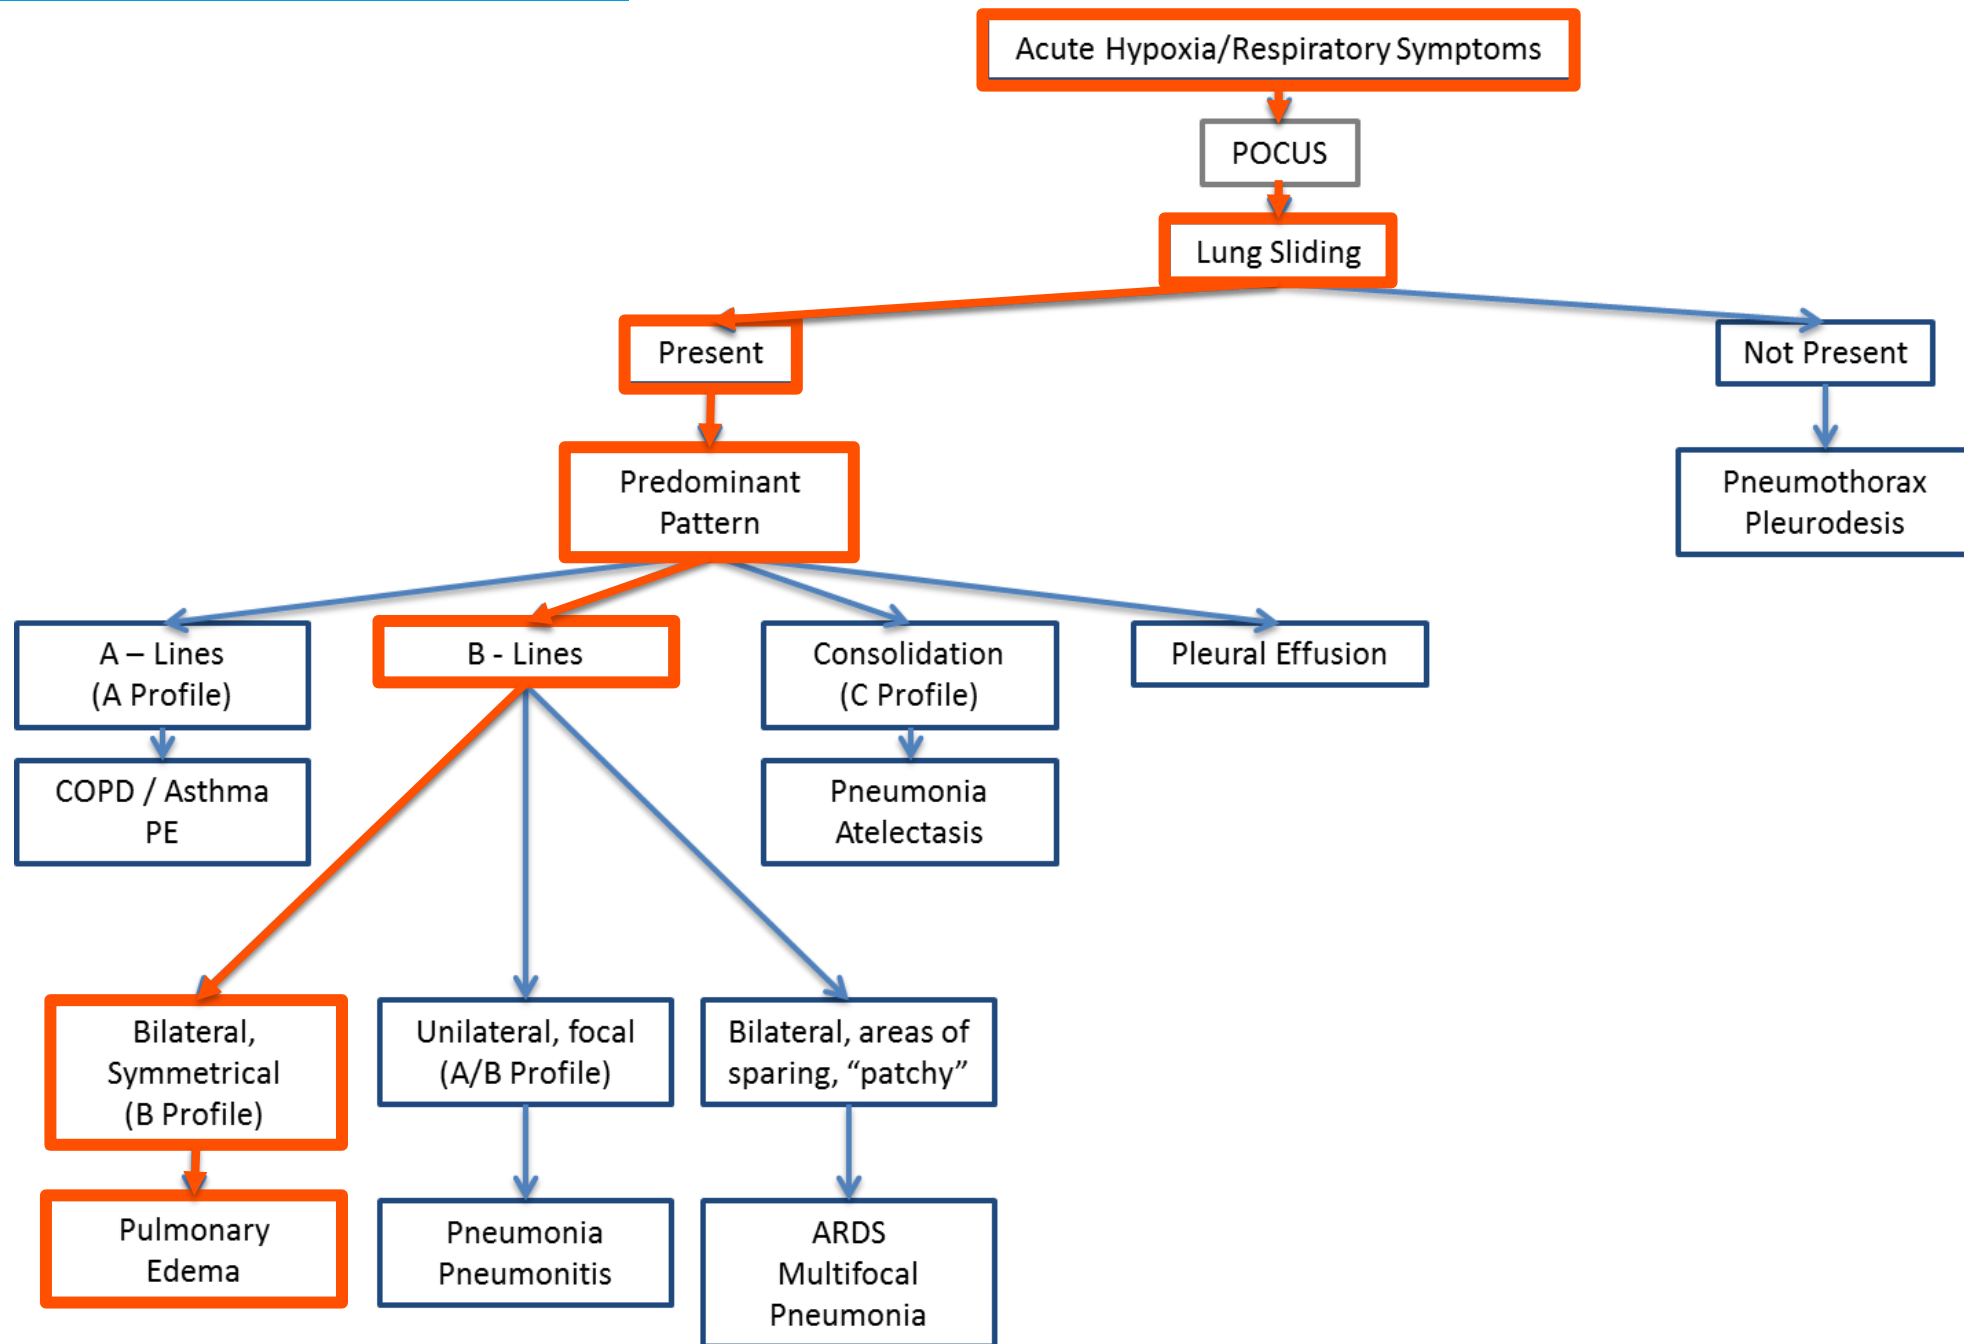 Acute Hypoxia/Respiratory Symptoms
POCUS
Lung Sliding
Present
Not Present
Predominant
Pattern
Pneumothorax
Pleurodesis
A – Lines
(A Profile)
B - Lines
Consolidation
(C Profile)
Pleural Effusion
COPD / Asthma
PE
Pneumonia
Atelectasis
Bilateral,
Symmetrical
(B Profile)
Unilateral, focal
(A/B Profile)
Bilateral, areas of
sparing, “patchy”
Pulmonary
Edema
Pneumonia
Pneumonitis
ARDS
Multifocal
Pneumonia